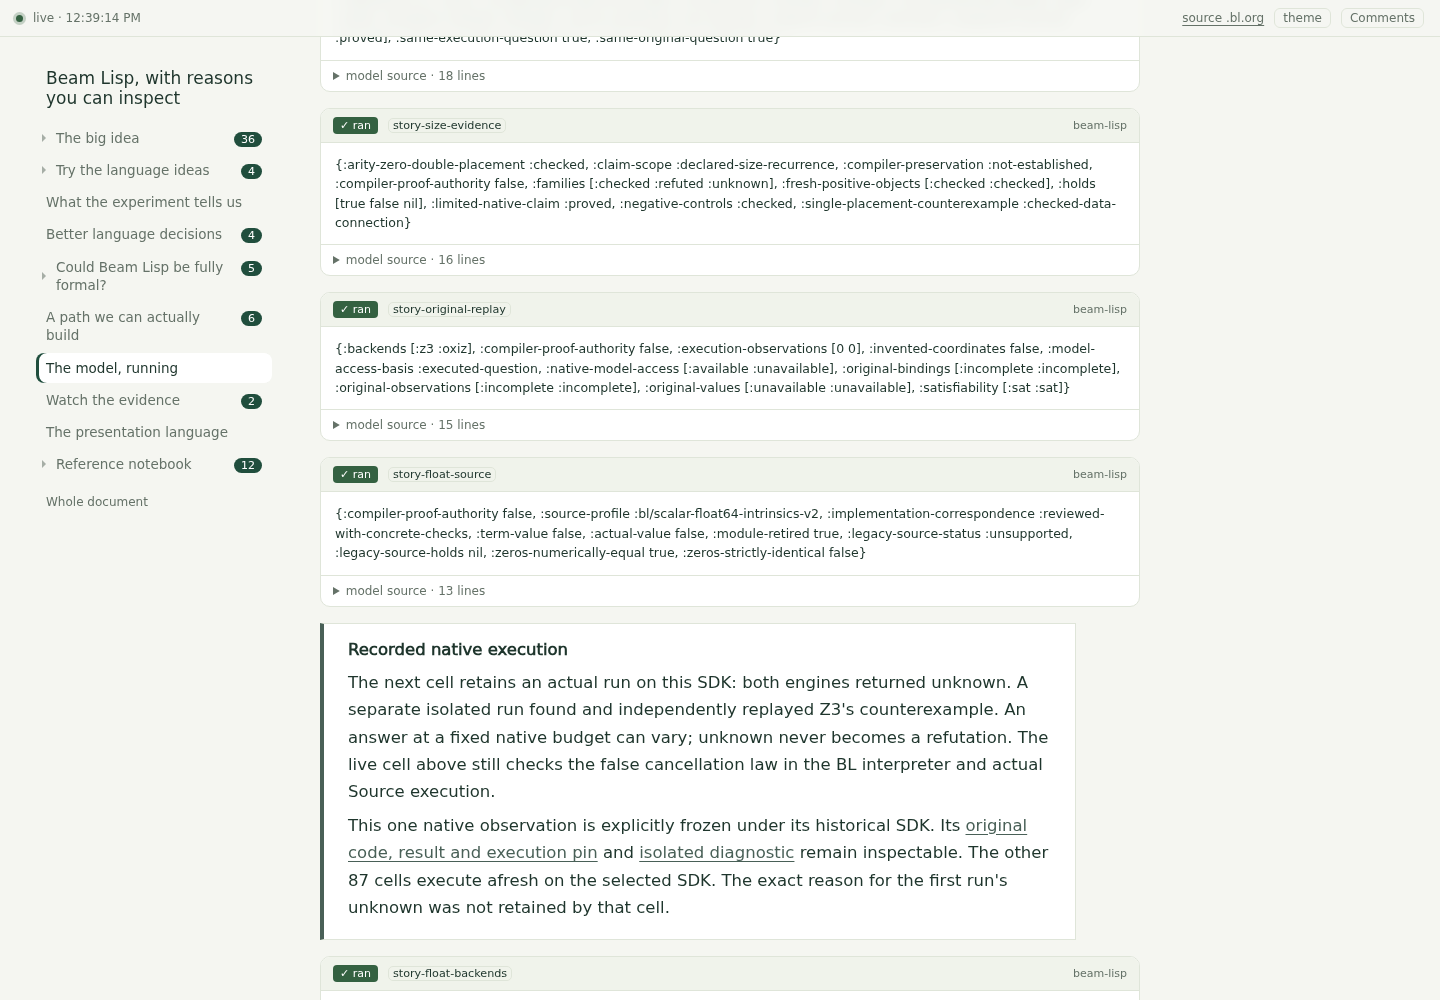 live · 12:39:14 PM
source .bl.org
theme
Comments
Beam Lisp, with reasons
you can inspect
The big idea 36
Try the language ideas 4
What the experiment tells us
Better language decisions 4
Could Beam Lisp be fully 5
formal?
A path we can actually 6
build
The model, running
Watch the evidence 2
The presentation language
Reference notebook 12
Whole document
:proved], :same-execution-question true, :same-original-question true}
model source · 18 lines
✓ ran story-size-evidence beam-lisp
{:arity-zero-double-placement :checked, :claim-scope :declared-size-recurrence, :compiler-preservation :not-established,
:compiler-proof-authority false, :families [:checked :refuted :unknown], :fresh-positive-objects [:checked :checked], :holds
[true false nil], :limited-native-claim :proved, :negative-controls :checked, :single-placement-counterexample :checked-data-
connection}
model source · 16 lines
✓ ran story-original-replay beam-lisp
{:backends [:z3 :oxiz], :compiler-proof-authority false, :execution-observations [0 0], :invented-coordinates false, :model-
access-basis :executed-question, :native-model-access [:available :unavailable], :original-bindings [:incomplete :incomplete],
:original-observations [:incomplete :incomplete], :original-values [:unavailable :unavailable], :satisfiability [:sat :sat]}
model source · 15 lines
✓ ran story-float-source beam-lisp
{:compiler-proof-authority false, :source-profile :bl/scalar-float64-intrinsics-v2, :implementation-correspondence :reviewed-
with-concrete-checks, :term-value false, :actual-value false, :module-retired true, :legacy-source-status :unsupported,
:legacy-source-holds nil, :zeros-numerically-equal true, :zeros-strictly-identical false}
model source · 13 lines
Recorded native execution
The next cell retains an actual run on this SDK: both engines returned unknown. A
separate isolated run found and independently replayed Z3's counterexample. An
answer at a fixed native budget can vary; unknown never becomes a refutation. The
live cell above still checks the false cancellation law in the BL interpreter and actual
Source execution.
This one native observation is explicitly frozen under its historical SDK. Its original
code, result and execution pin and isolated diagnostic remain inspectable. The other
87 cells execute afresh on the selected SDK. The exact reason for the first run's
unknown was not retained by that cell.
✓ ran story-float-backends beam-lisp